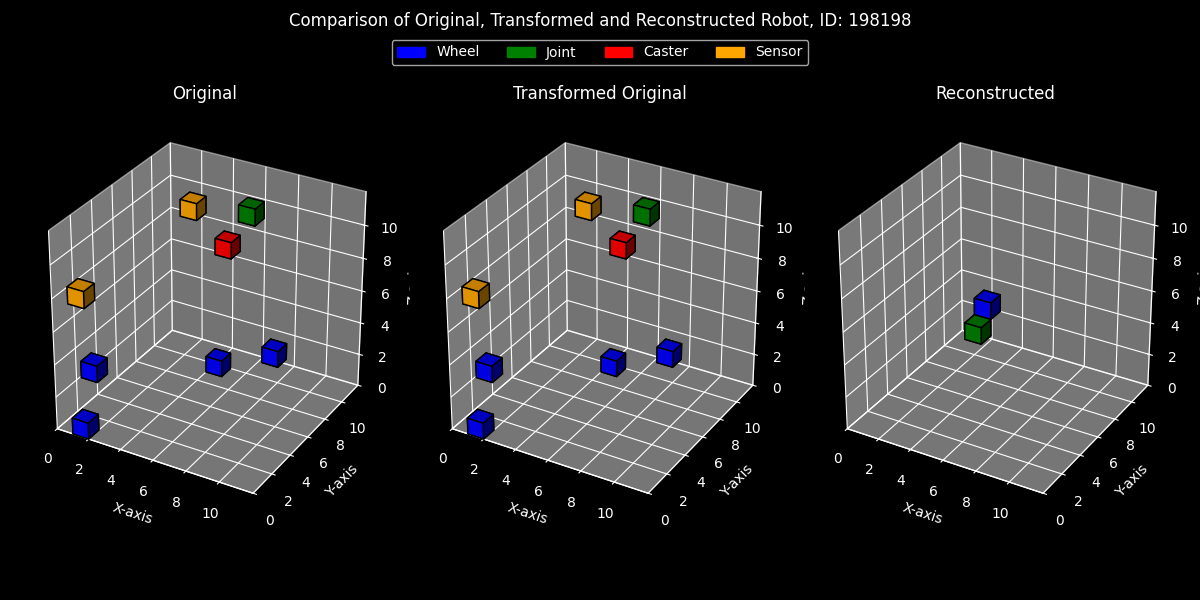 Comparison of Original, Transformed and Reconstructed Robot, ID: 198198
Wheel Joint Caster Sensor
Original
0 2 4 6 8 10
X-axis
0 2 4 6 8 10
Y-axis
0 2 4 6 8 10
Transformed Original
0 2 4 6 8 10
X-axis
0 2 4 6 8 10
Y-axis
0 2 4 6 8 10
Reconstructed
0 2 4 6 8 10
X-axis
0 2 4 6 8 10
Y-axis
0 2 4 6 8 10